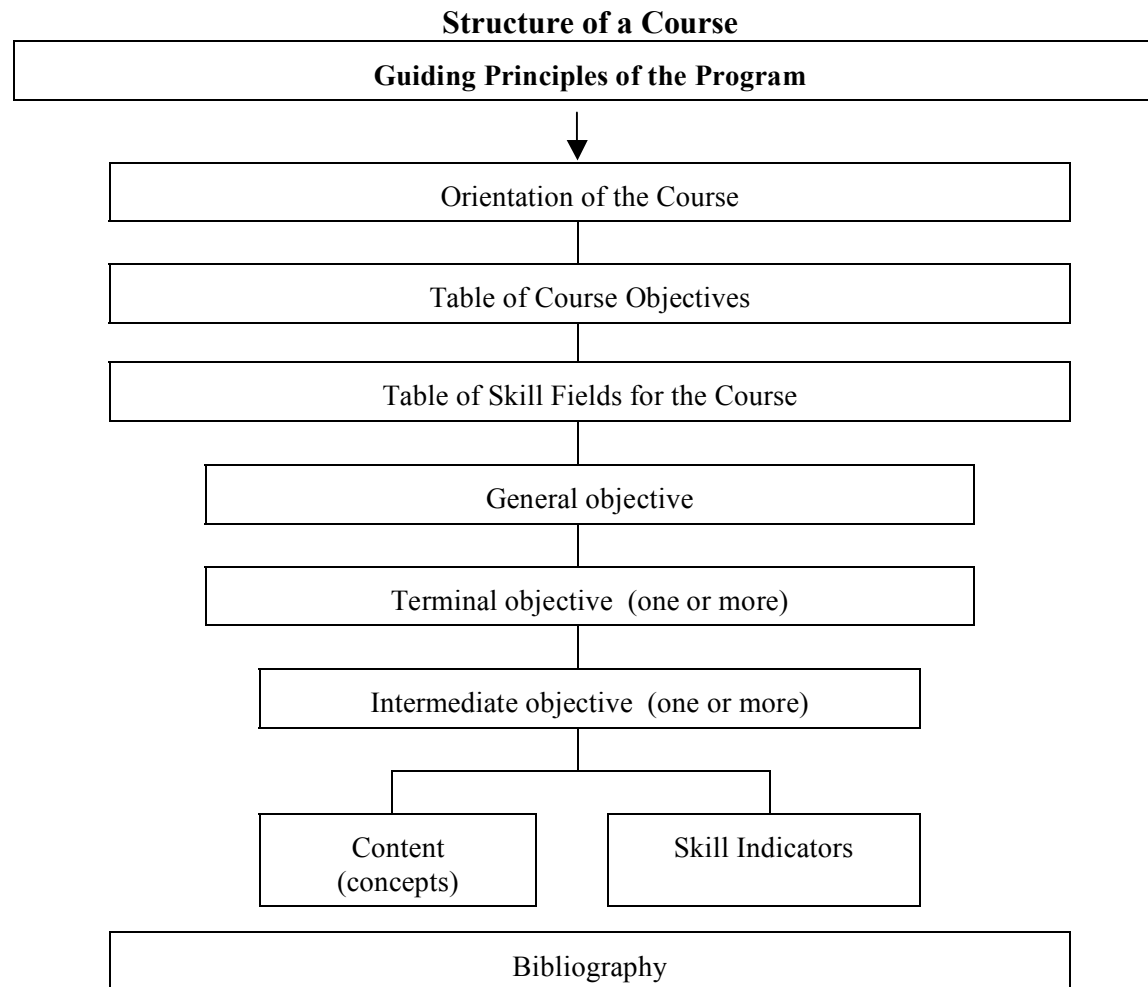 Structure of a Course
Guiding Principles of the Program
Orientation of the Course
Table of Course Objectives
Table of Skill Fields for the Course
General objective
Terminal objective  (one or more)
Intermediate objective  (one or more)
Content
(concepts)
Skill Indicators
Bibliography